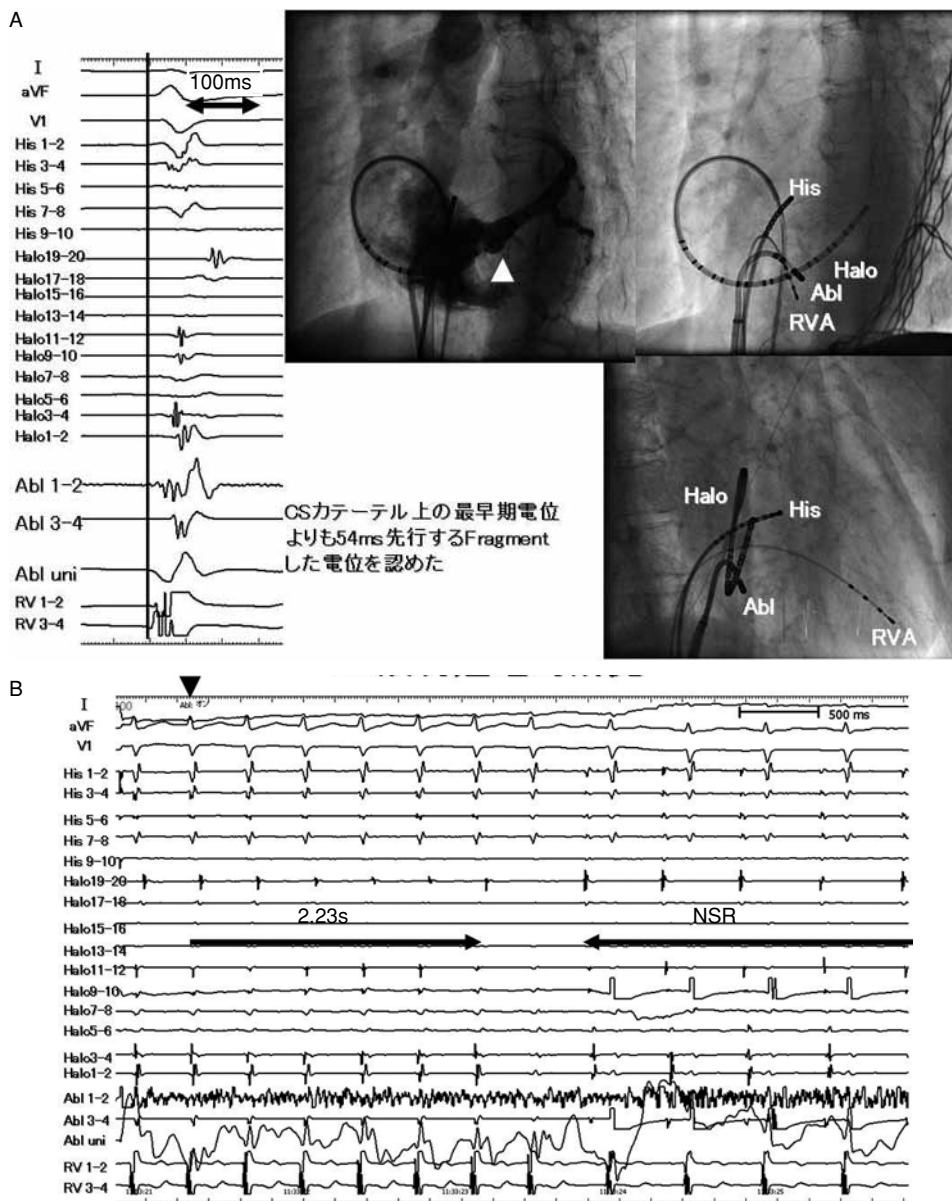 A
I
aVF
100ms
V1
His 1-2
His 3-4
His 5-6
His 7-8
His 9-10
Halo19-20
Halo17-18
Halo15-16
Halo13-14
Halo11-12
Halo9-10
Halo7-8
Halo5-6
Halo3-4
Halo1-2
Abl 1-2
Abl 3-4
Abl uni
RV 1-2
RV 3-4
His
Halo
Abl
RVA
CSカテーテル上の最早期電位
よりも54ms先行するFragment
した電位を認めた
Halo
His
Abl
RVA
B
I
Abl: オン
500 ms
aVF
V1
His 1-2
His 3-4
His 5-6
His 7-8
His 9-10
Halo19-20
Halo17-18
2.23s
NSR
Halo15-16
Halo13-14
Halo11-12
Halo9-10
Halo7-8
Halo5-6
Halo3-4
Halo1-2
Abl 1-2
Abl 3-4
Abl uni
RV 1-2
RV 3-4